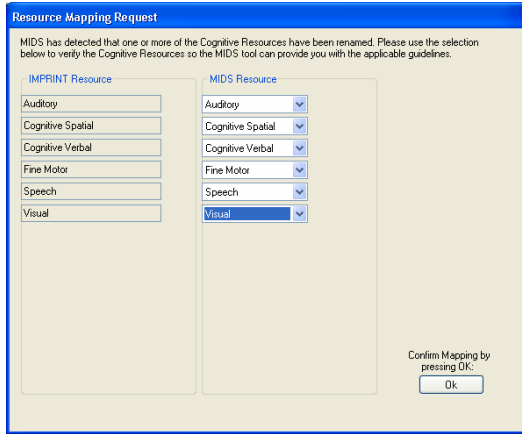 Resource Mapping Request
MIDS has detected that one or more of the Cognitive Resources have been renamed. Please use the selection
below to verify the Cognitive Resources so the MIDS tool can provide you with the applicable guidelines.
IMPRINT Resource MIDS Resource
Auditory Auditory
Cognitive Spatial Cognitive Spatial
Cognitive Verbal Cognitive Verbal
Fine Motor Fine Motor
Speech Speech
Visual Visual
Confirm Mapping by
pressing OK:
Ok